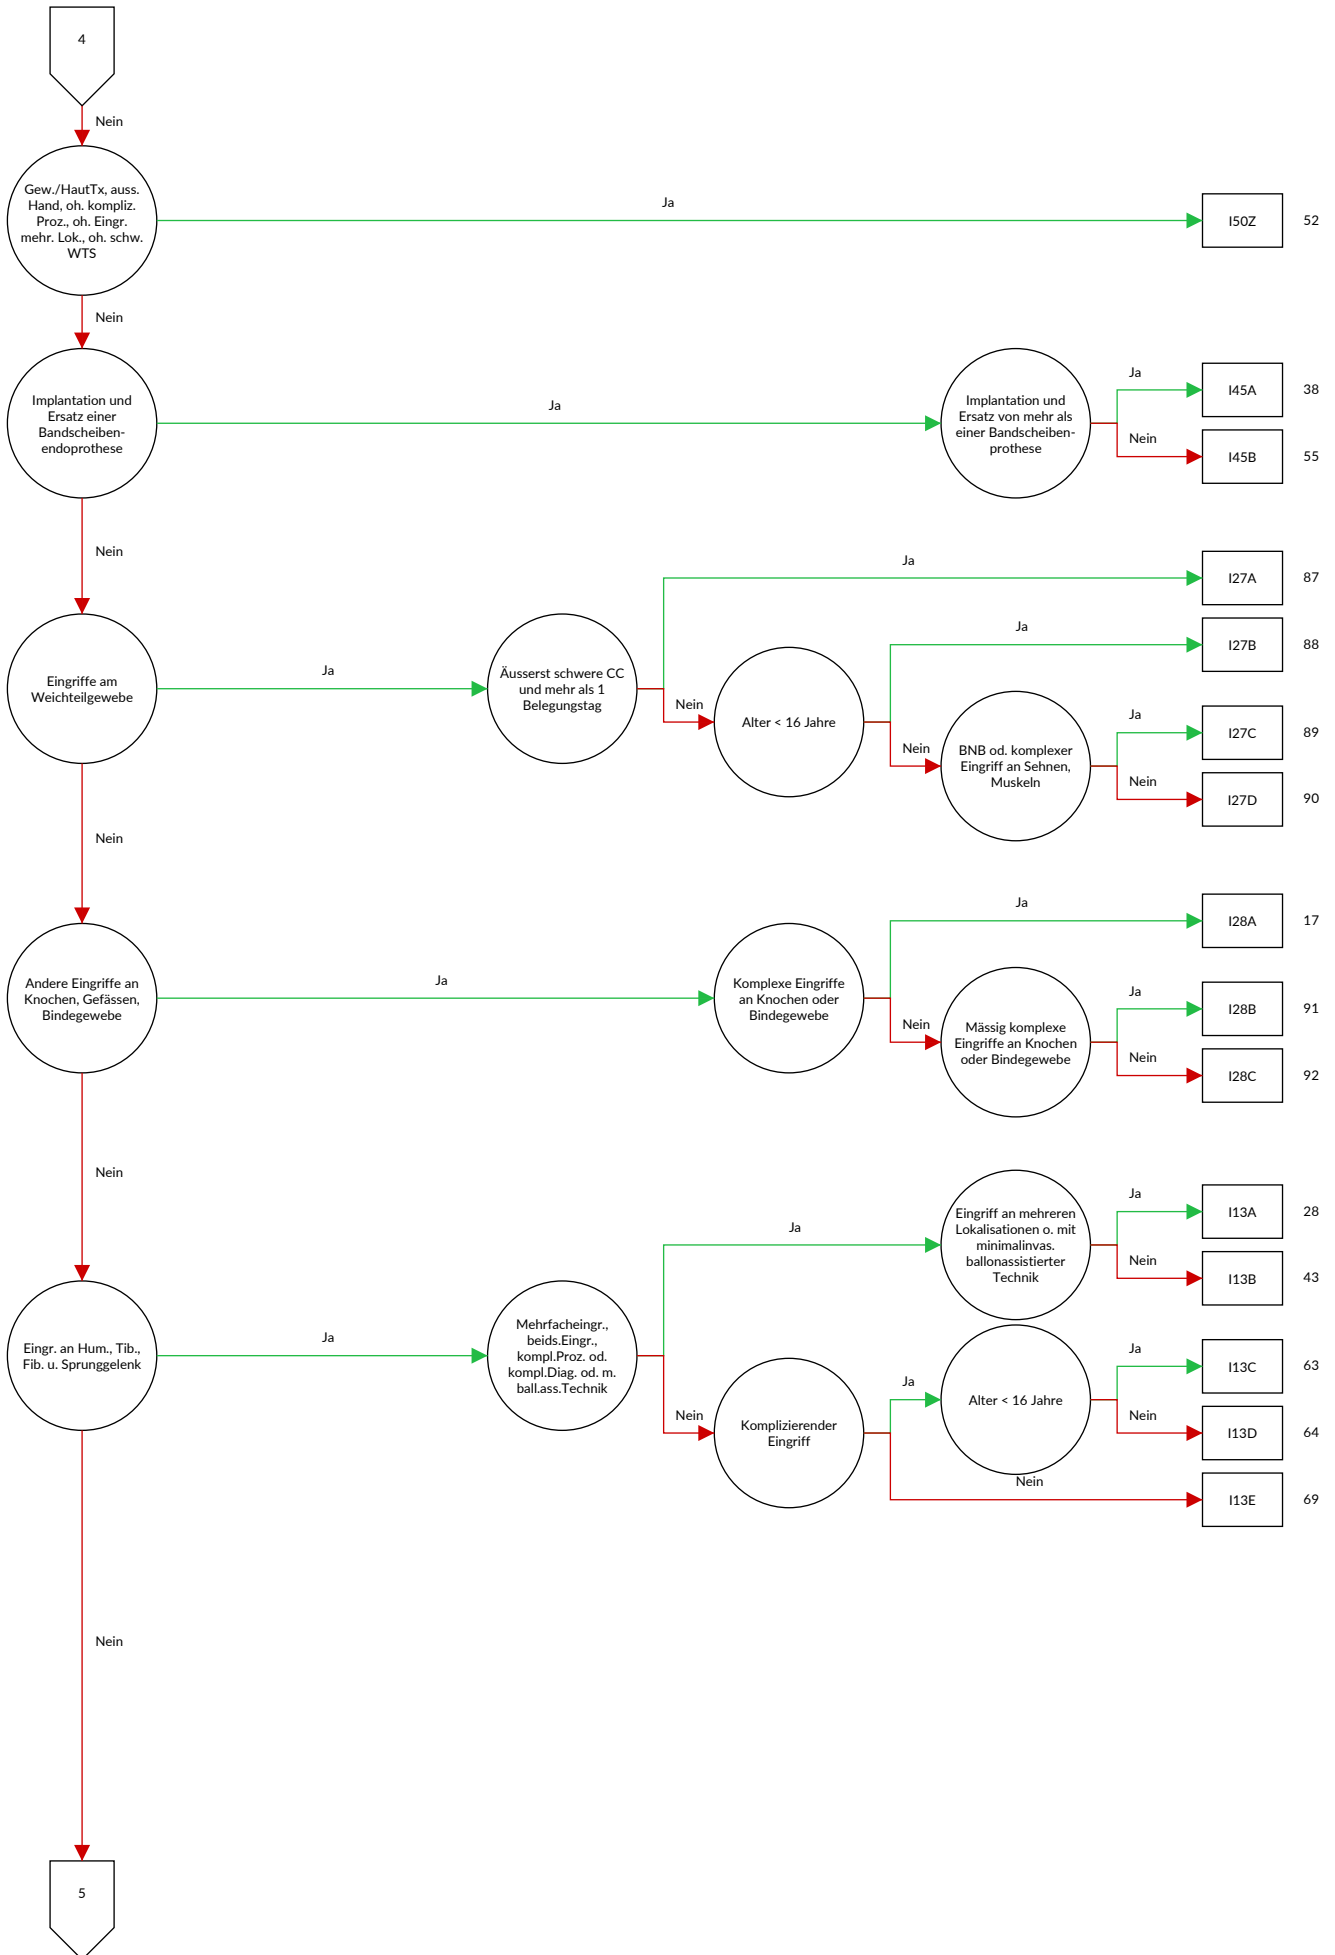 4
Nein
Gew./HautTx, auss.
Hand, oh. kompliz.
Proz., oh. Eingr.
mehr. Lok., oh. schw.
WTS
Ja
I50Z
52
Nein
Implantation und
Ersatz einer
Bandscheiben-
endoprothese
Ja
Implantation und
Ersatz von mehr als
einer Bandscheiben-
prothese
Ja
I45A
38
Nein
I45B
55
Nein
Eingriffe am
Weichteilgewebe
Ja
Äusserst schwere CC
und mehr als 1
Belegungstag
Ja
I27A
87
Nein
Alter < 16 Jahre
Ja
I27B
88
Nein
BNB od. komplexer
Eingriff an Sehnen,
Muskeln
Ja
I27C
89
Nein
I27D
90
Nein
Andere Eingriffe an
Knochen, Gefässen,
Bindegewebe
Ja
Komplexe Eingriffe
an Knochen oder
Bindegewebe
Ja
I28A
17
Nein
Mässig komplexe
Eingriffe an Knochen
oder Bindegewebe
Ja
I28B
91
Nein
I28C
92
Nein
Eingr. an Hum., Tib.,
Fib. u. Sprunggelenk
Ja
Mehrfacheingr.,
beids.Eingr.,
kompl.Proz. od.
kompl.Diag. od. m.
ball.ass.Technik
Ja
Eingriff an mehreren
Lokalisationen o. mit
minimalinvas.
ballonassistierter
Technik
Ja
I13A
28
Nein
I13B
43
Nein
Komplizierender
Eingriff
Ja
Alter < 16 Jahre
Ja
I13C
63
Nein
I13D
64
Nein
I13E
69
Nein
5